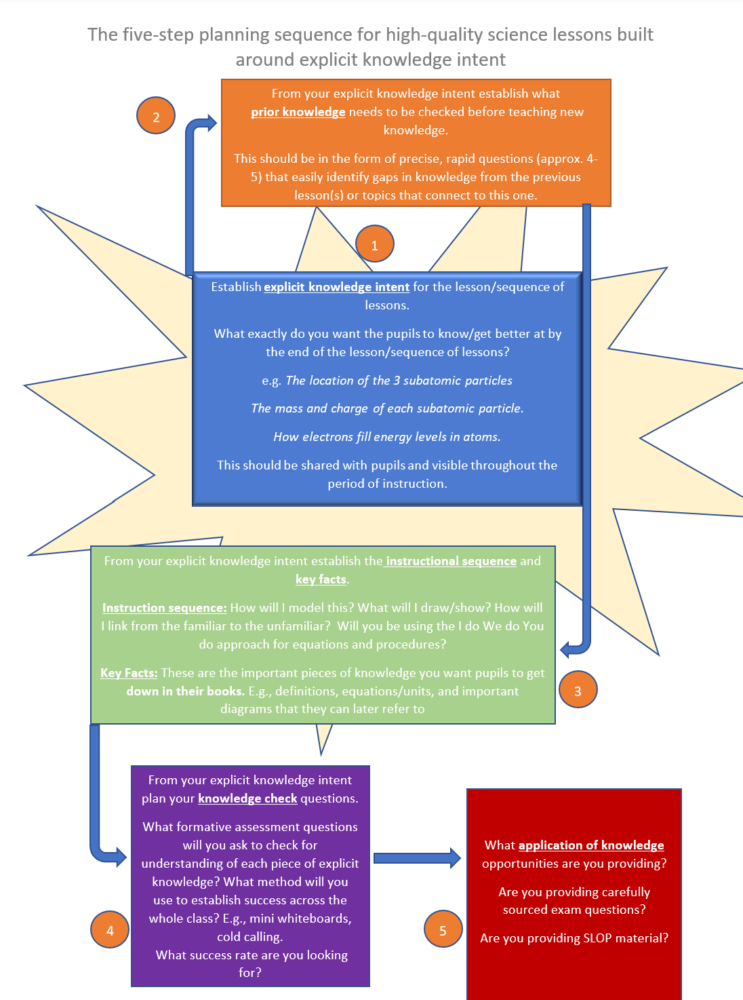 The five-step planning sequence for high-quality science lessons built
around explicit knowledge intent
2
From your explicit knowledge intent establish what
prior knowledge needs to be checked before teaching new
knowledge.
This should be in the form of precise, rapid questions (approx. 4-
5) that easily identify gaps in knowledge from the previous
lesson(s) or topics that connect to this one.
1
Establish explicit knowledge intent for the lesson/sequence of
lessons.
What exactly do you want the pupils to know/get better at by
the end of the lesson/sequence of lessons?
e.g. The location of the 3 subatomic particles
The mass and charge of each subatomic particle.
How electrons fill energy levels in atoms.
This should be shared with pupils and visible throughout the
period of instruction.
From your explicit knowledge intent establish the instructional sequence and
key facts.
Instruction sequence: How will I model this? What will I draw/show? How will
I link from the familiar to the unfamiliar?  Will you be using the I do We do You
do approach for equations and procedures?
Key Facts: These are the important pieces of knowledge you want pupils to get
down in their books. E.g., definitions, equations/units, and important
diagrams that they can later refer to
3
From your explicit knowledge intent
plan your knowledge check questions.
What formative assessment questions
will you ask to check for
understanding of each piece of explicit
knowledge? What method will you
use to establish success across the
whole class? E.g., mini whiteboards,
cold calling.
What success rate are you looking
for?
4
What application of knowledge
opportunities are you providing?
Are you providing carefully
sourced exam questions?
Are you providing SLOP material?
5